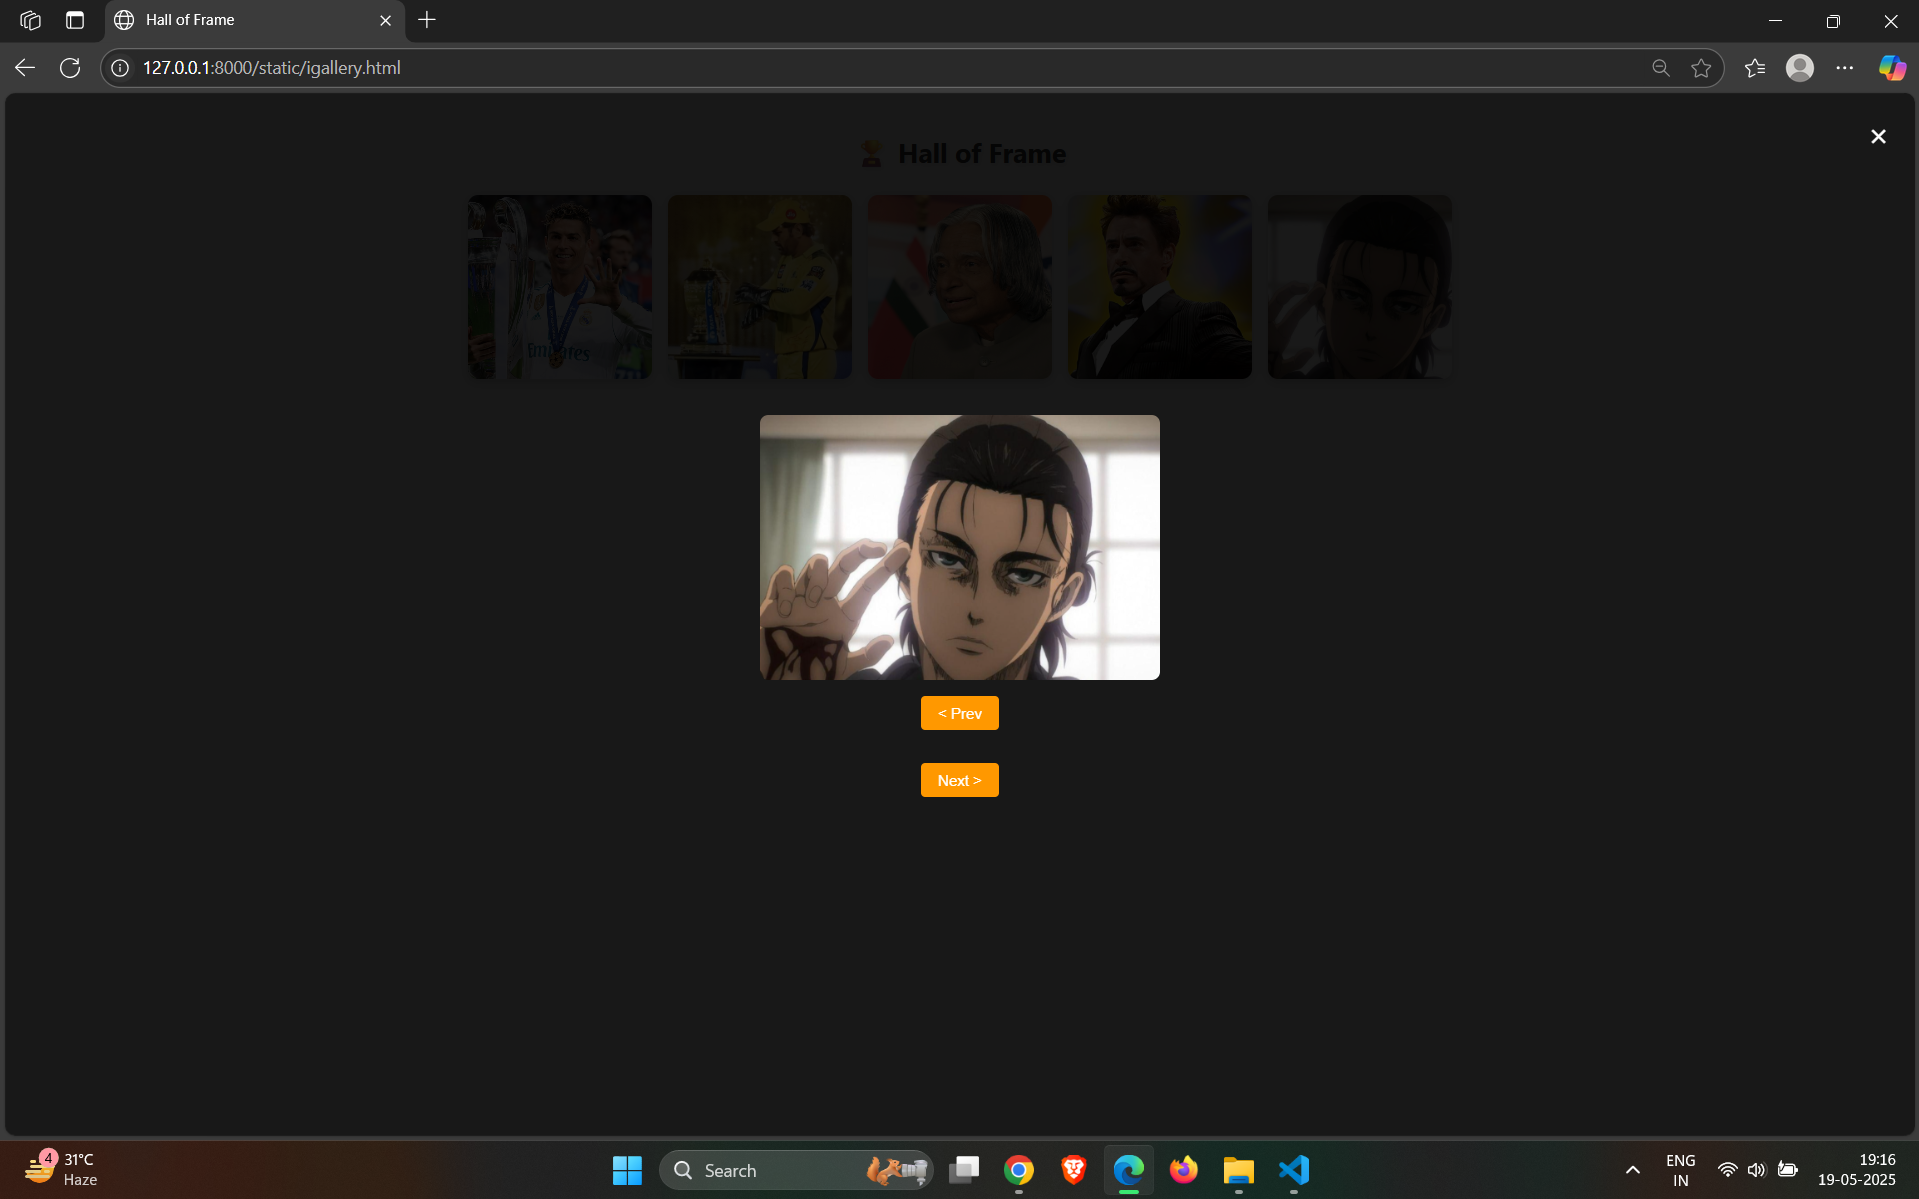 Hall of Frame
127.0.0.1:8000/static/igallery.html
🏆 Hall of Frame
Emirates
< Prev
Next >
4
31°C
Haze
Search
ENG
IN
19:16
19-05-2025